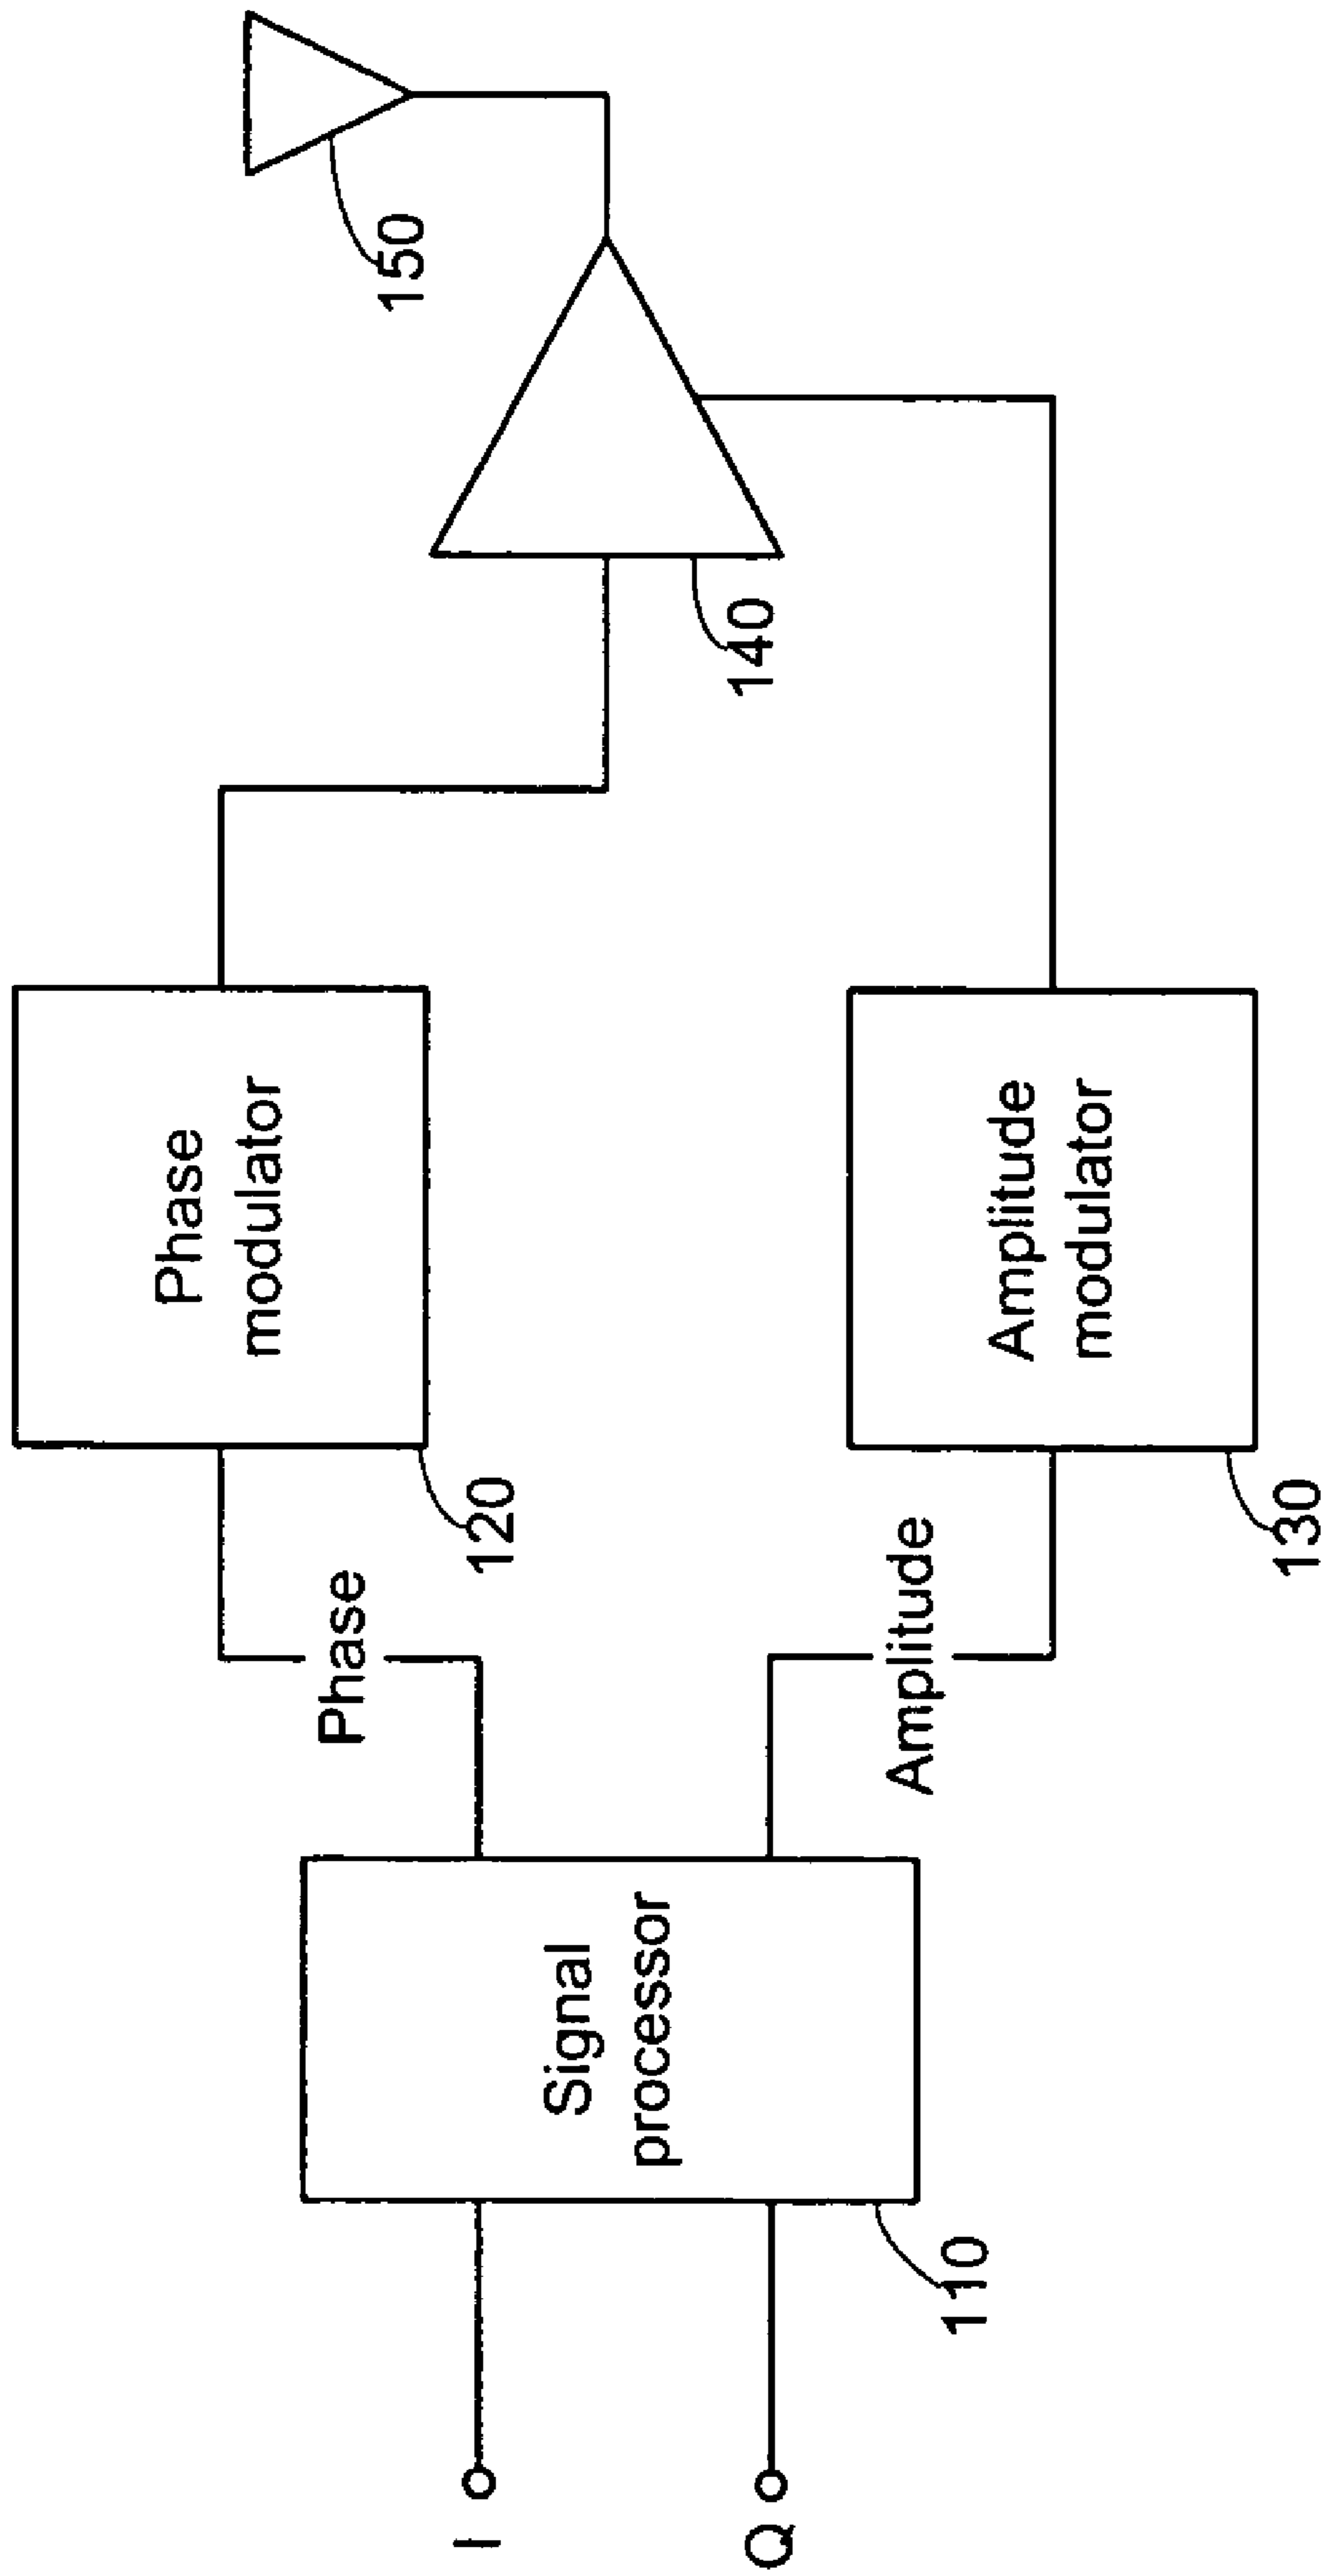 I
Q
Signal
processor
110
Phase
Amplitude
Phase
modulator
120
Amplitude
modulator
130
140
150